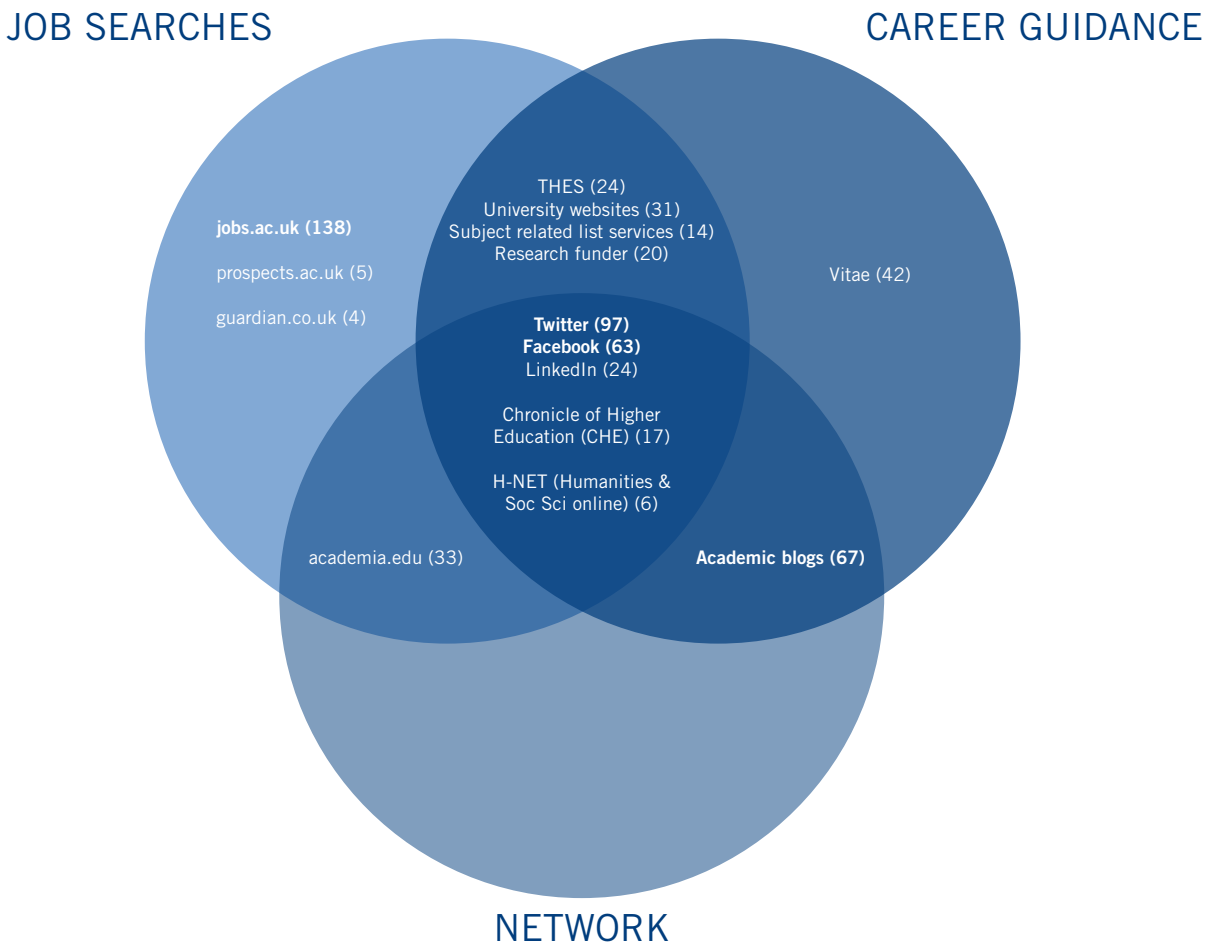 JOB SEARCHES
CAREER GUIDANCE
THES (24)
University websites (31)
Subject related list services (14)
Research funder (20)
jobs.ac.uk (138)
prospects.ac.uk (5)
guardian.co.uk (4)
Vitae (42)
Twitter (97)
Facebook (63)
LinkedIn (24)
Chronicle of Higher
Education (CHE) (17)
H-NET (Humanities &
Soc Sci online) (6)
academia.edu (33)
Academic blogs (67)
NETWORK